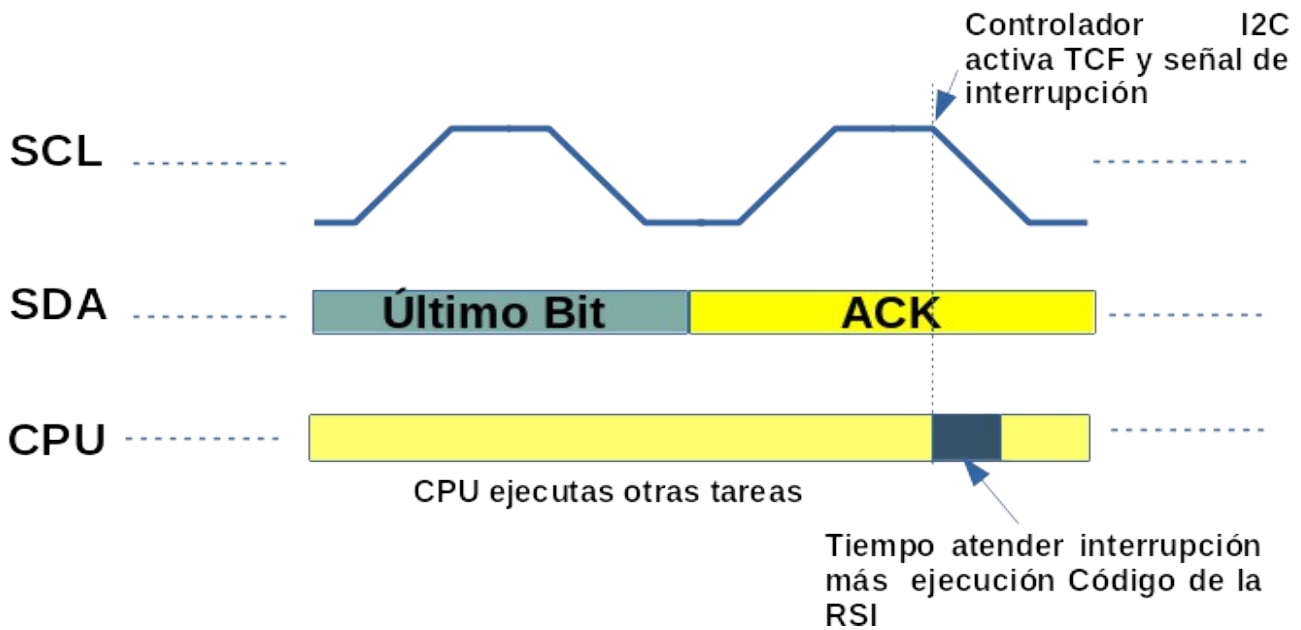 Controlador I2C
activa TCF y señal de
interrupción
SCL
SDA
Último Bit
ACK
CPU
CPU ejecutas otras tareas
Tiempo atender interrupción
más ejecución Código de la
RSI